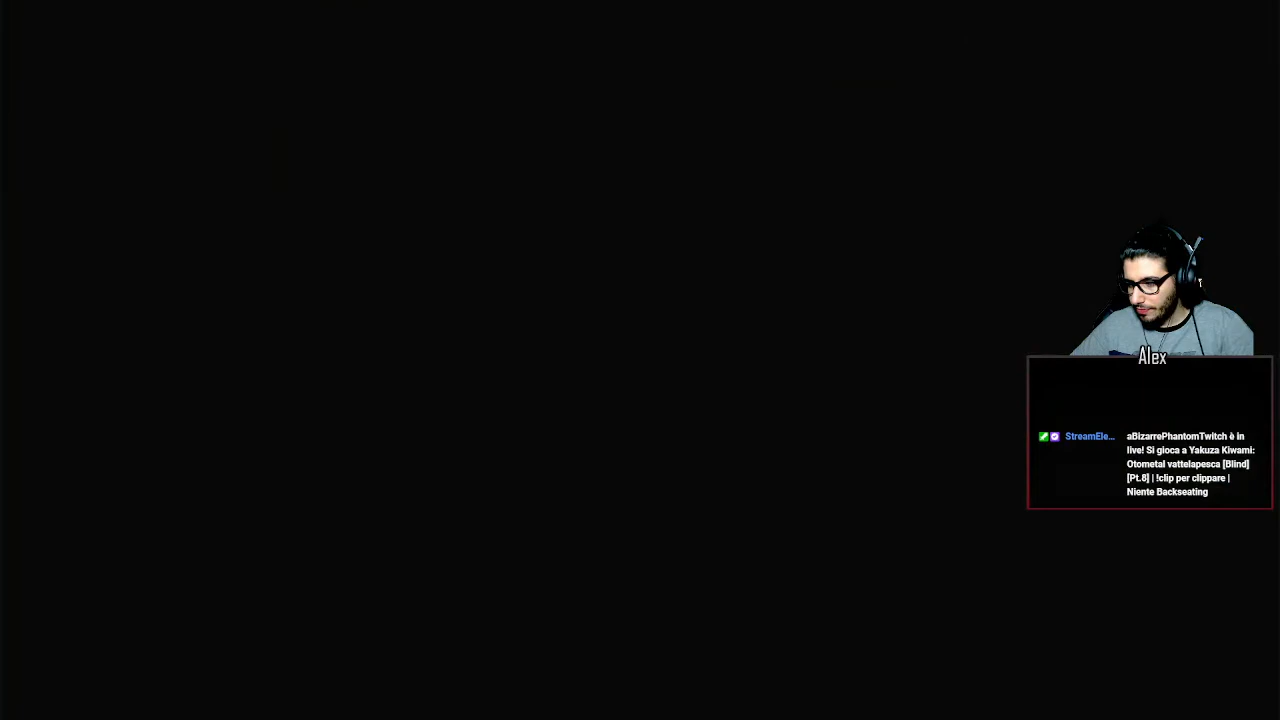 Alex
StreamEle... aBizarrePhantomTwitch è in
live! Si gioca a Yakuza Kiwami:
Otometal vattelapesca [Blind]
[Pt.8] | !clip per clippare |
Niente Backseating